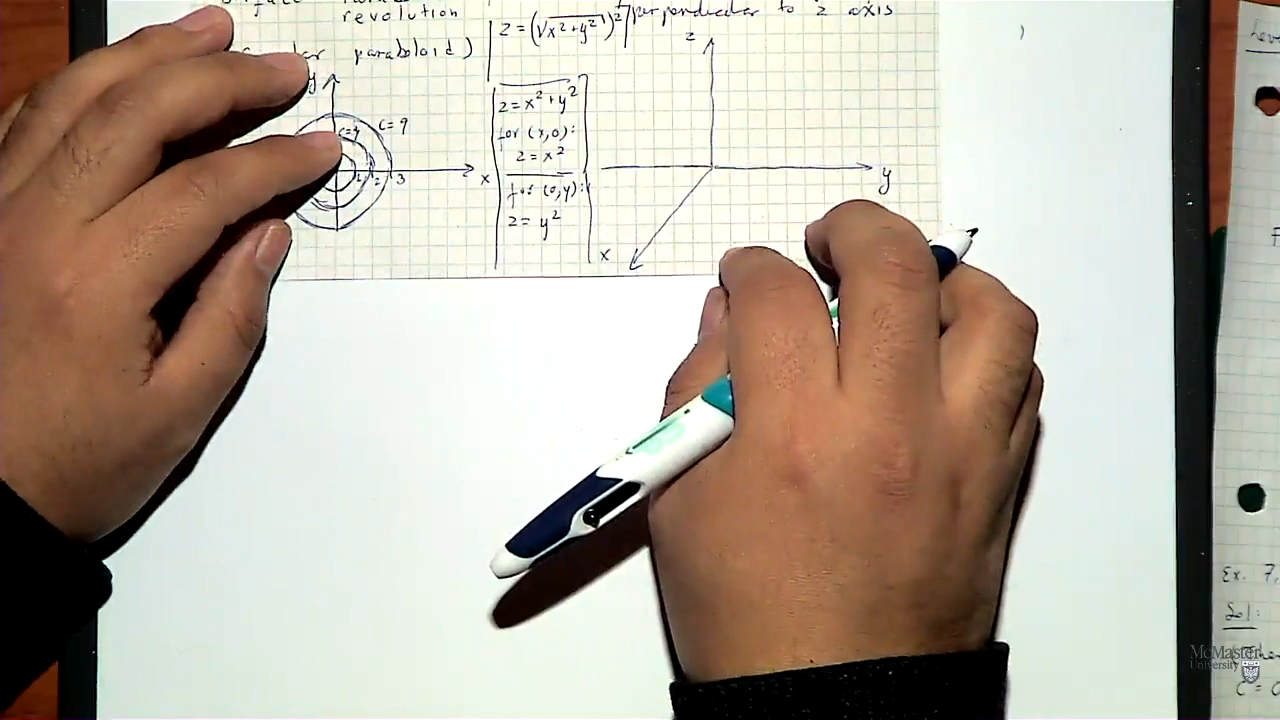 revolution
paraboloid)
z = (√x²+y²)²
perpendicular to z axis
z
y
C=4
C=9
1
2
3
x
z = x² + y²
for (x,0):
z = x²
for (0,y):
z = y²
y
x
Ex. 7.
Sol:
C =
McMaster
University